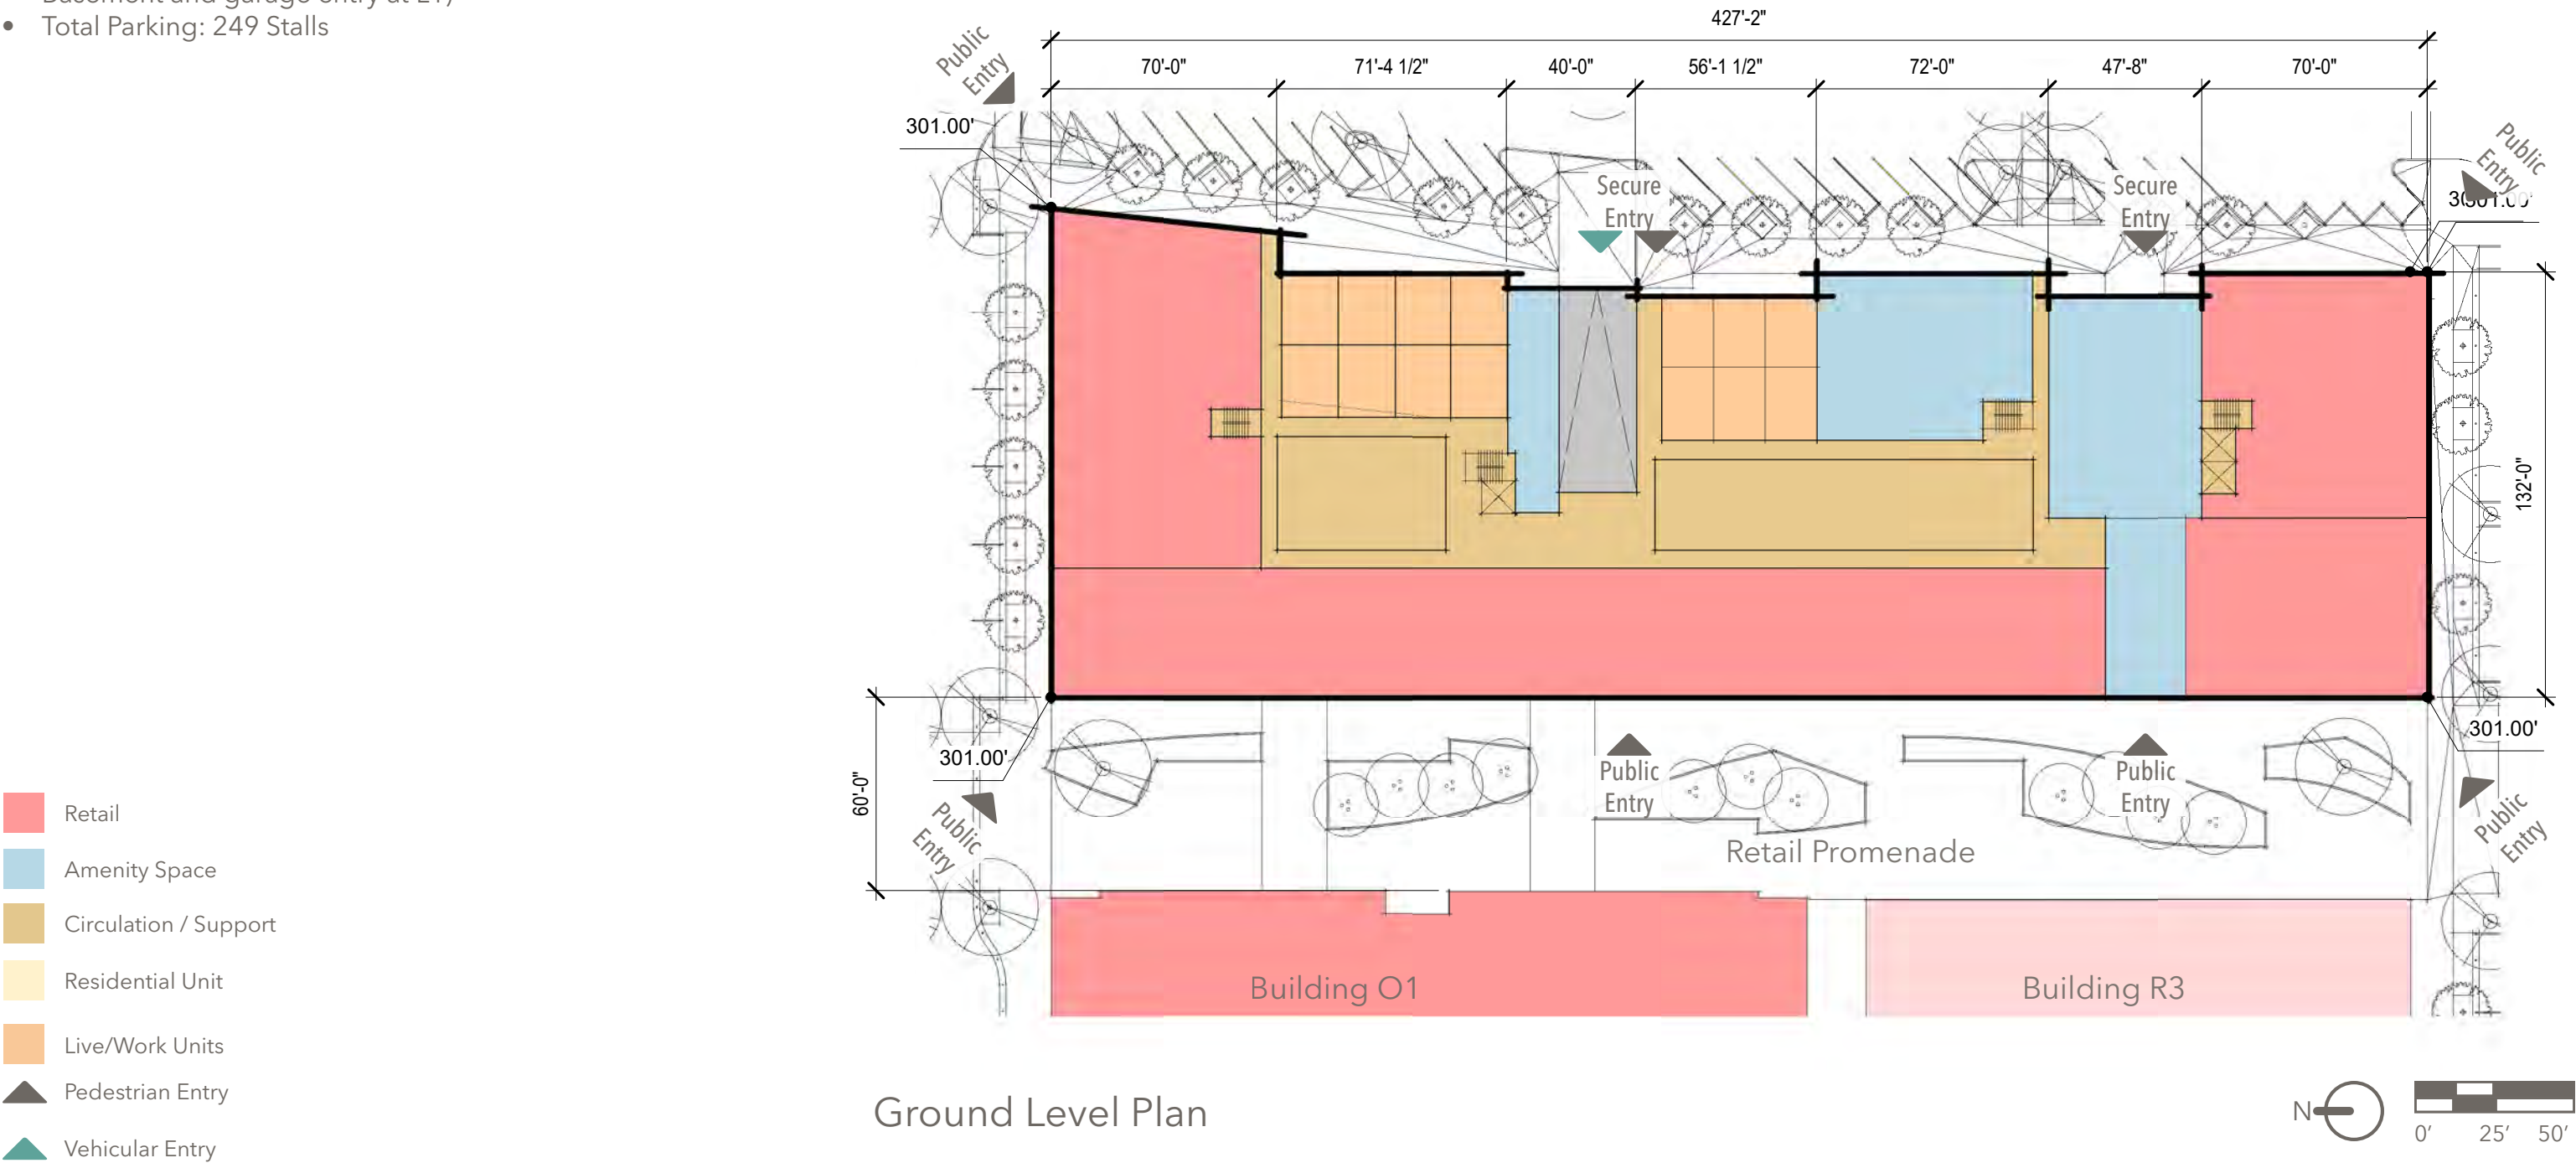 • Total Parking: 249 Stalls
427'-2"
70'-0"
71'-4 1/2"
40'-0"
56'-1 1/2"
72'-0"
47'-8"
70'-0"
Public
Entry
301.00'
Secure
Entry
Secure
Entry
Public
Entry
132'-0"
301.00'
301.00'
60'-0"
Public
Entry
Public
Entry
Public
Entry
Public
Entry
Retail Promenade
Building O1
Building R3
Retail
Amenity Space
Circulation / Support
Residential Unit
Live/Work Units
Pedestrian Entry
Vehicular Entry
Ground Level Plan
N
0' 25' 50'